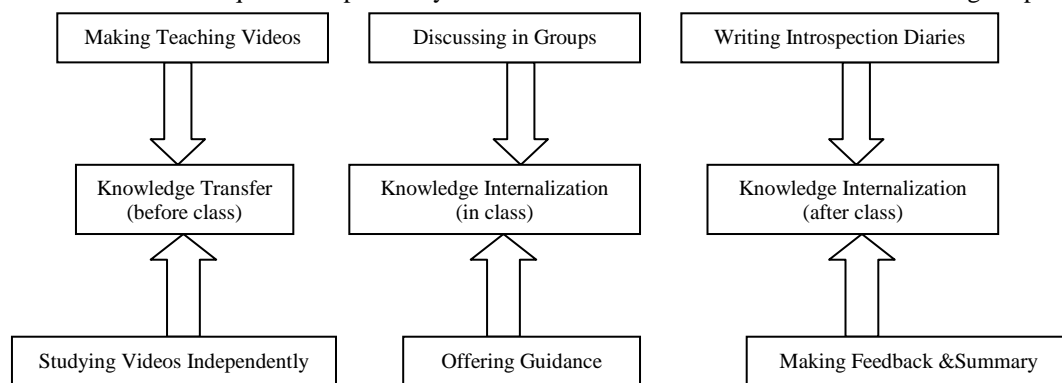 Making Teaching Videos
Discussing in Groups
Writing Introspection Diaries
Knowledge Transfer
(before class)
Knowledge Internalization
(in class)
Knowledge Internalization
(after class)
Studying Videos Independently
Offering Guidance
Making Feedback &Summary